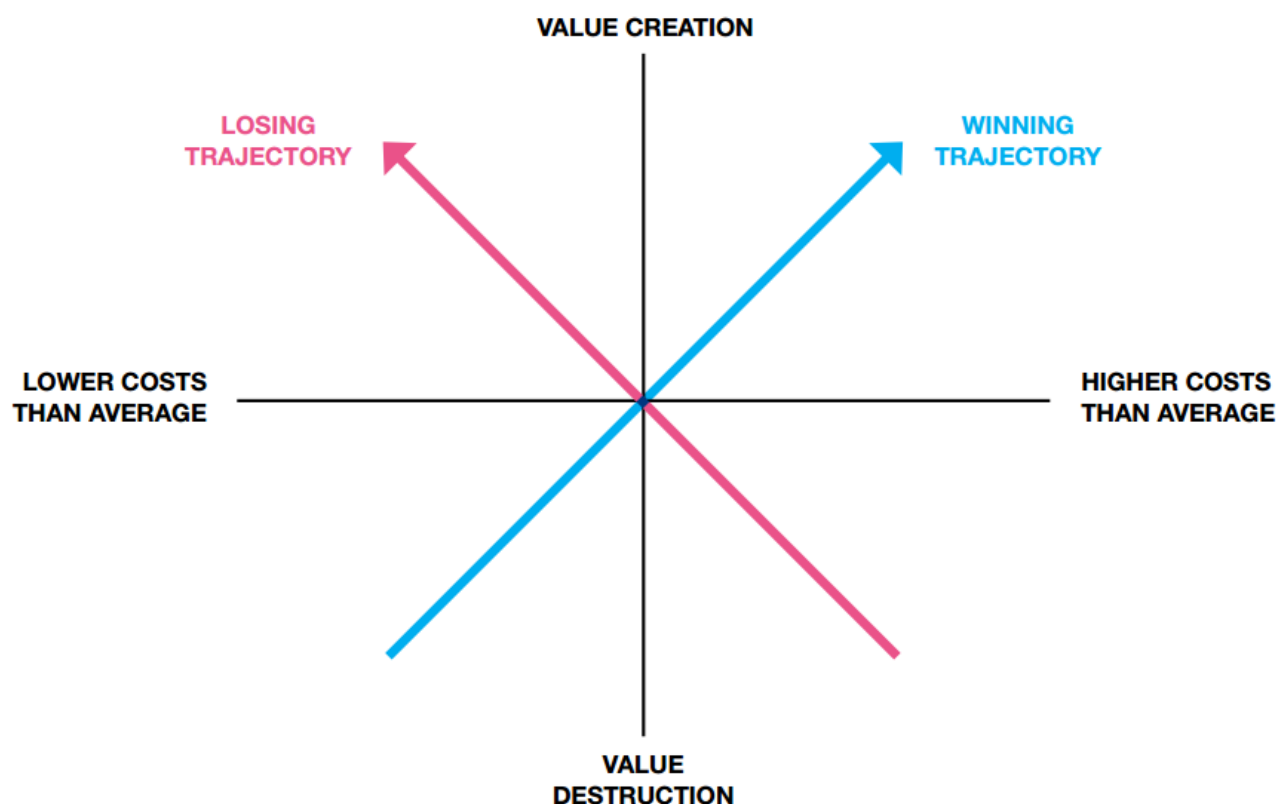 VALUE CREATION
LOSING
TRAJECTORY
WINNING
TRAJECTORY
LOWER COSTS
THAN AVERAGE
HIGHER COSTS
THAN AVERAGE
VALUE
DESTRUCTION